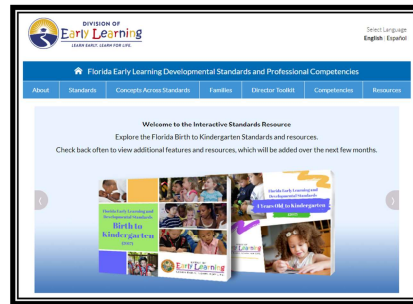 DIVISION OF
Early Learning
LEARN EARLY. LEARN FOR LIFE.
Select Language
English | Español
Florida Early Learning Developmental Standards and Professional Competencies
About Standards Concepts Across Standards Families Director Toolkit Competencies Resources
Welcome to the Interactive Standards Resource
Explore the Florida Birth to Kindergarten Standards and resources.
Check back often to view additional features and resources, which will be added over the next few months.
Florida Early Learning and
Developmental Standards
Birth to
Kindergarten
DIVISION OF
Early Learning
Florida Early Learning and
Developmental Standards
4 Years Old to Kindergarten